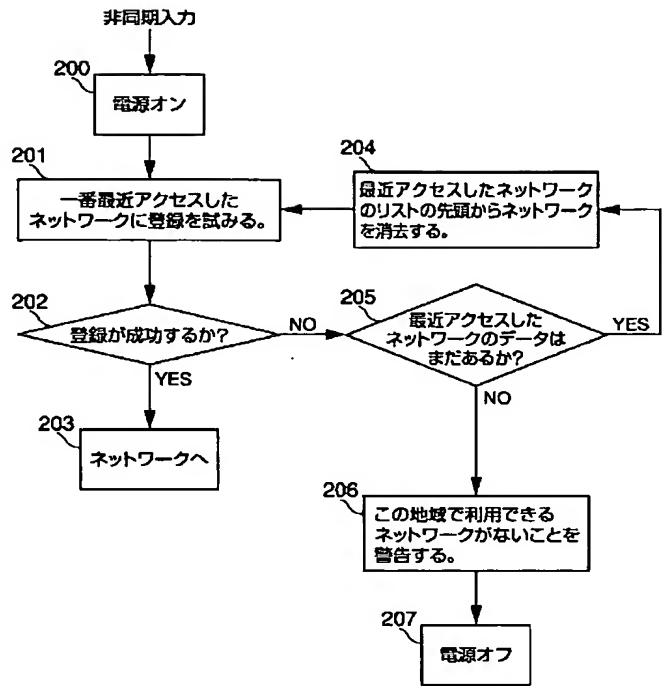 非同期入力
200
電源オン
201
一番最近アクセスした
ネットワークに登録を試みる。
204
最近アクセスしたネットワーク
のリストの先頭からネットワーク
を消去する。
202
登録が成功するか?
NO
YES
205
最近アクセスした
ネットワークのデータは
まだあるか?
YES
NO
203
ネットワークへ
206
この地域で利用できる
ネットワークがないことを
警告する。
207
電源オフ